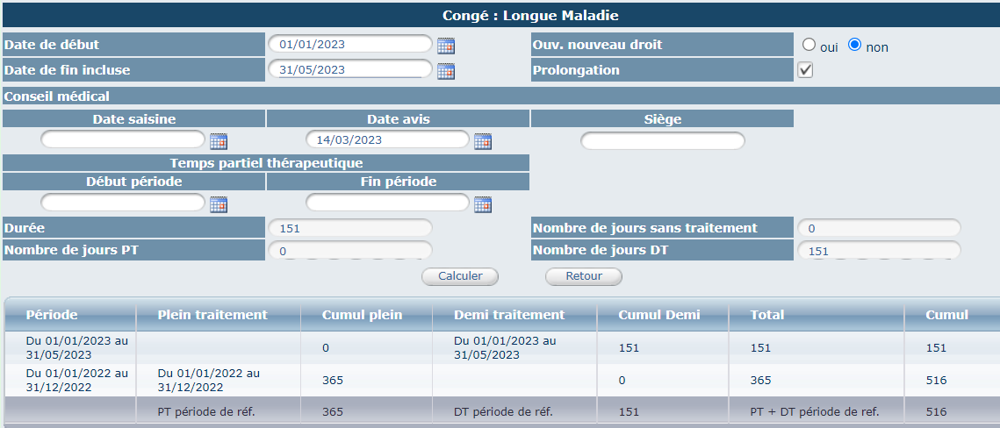 Congé : Longue Maladie
Date de début 01/01/2023 Ouv. nouveau droit oui non
Date de fin incluse 31/05/2023 Prolongation
Conseil médical
Date saisine Date avis Siège
14/03/2023
Temps partiel thérapeutique
Début période Fin période
Durée 151 Nombre de jours sans traitement 0
Nombre de jours PT 0 Nombre de jours DT 151
Calculer Retour
Période Plein traitement Cumul plein Demi traitement Cumul Demi Total Cumul
Du 01/01/2023 au 31/05/2023 0 Du 01/01/2023 au 31/05/2023 151 151 151
Du 01/01/2022 au 31/12/2022 Du 01/01/2022 au 31/12/2022 365 0 365 516
PT période de réf. 365 DT période de réf. 151 PT + DT période de ref. 516